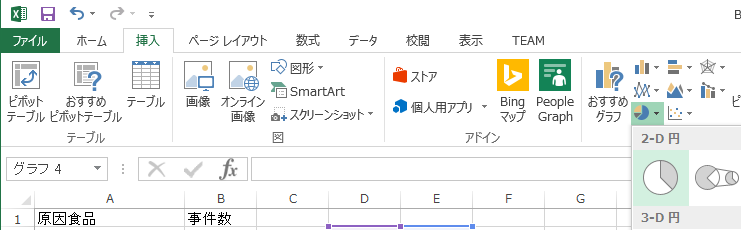 B
ファイル ホーム 挿入 ページ レイアウト 数式 データ 校閲 表示 TEAM
ピボット
テーブル
おすすめ
ピボットテーブル
テーブル
テーブル
画像
オンライン
画像
図形
SmartArt
スクリーンショット
図
ストア
個人用アプリ
Bing
マップ
People
Graph
アドイン
おすすめ
グラフ
ピ
2-D 円
3-D 円
グラフ 4
fx
A B C D E F G
1 原因食品 事件数